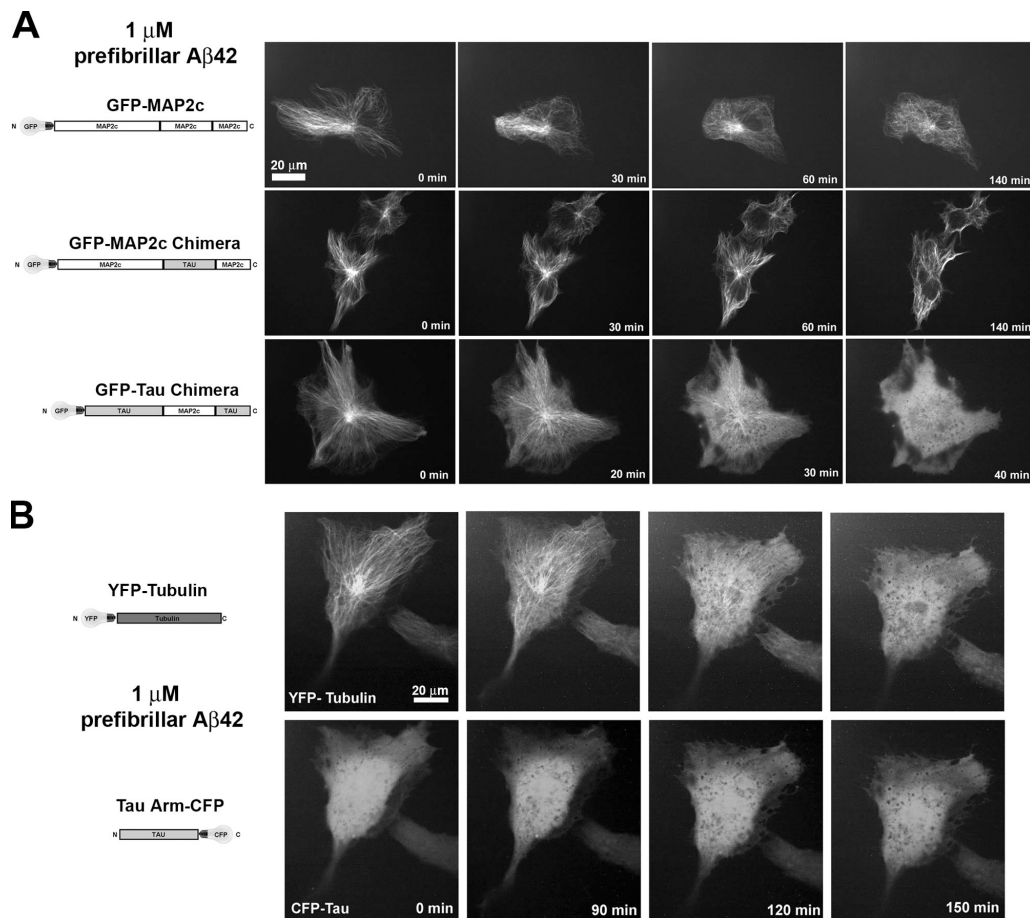 A
1 μM
prefibrillar Aβ42
GFP-MAP2c
N GFP MAP2c MAP2c MAP2c C
20 μm
0 min
30 min
60 min
140 min
GFP-MAP2c Chimera
N GFP MAP2c TAU MAP2c C
0 min
30 min
60 min
140 min
GFP-Tau Chimera
N GFP TAU MAP2c TAU C
0 min
20 min
30 min
40 min
B
YFP-Tubulin
N YFP Tubulin C
YFP- Tubulin
20 μm
1 μM
prefibrillar Aβ42
Tau Arm-CFP
N TAU CFP C
CFP-Tau
0 min
90 min
120 min
150 min